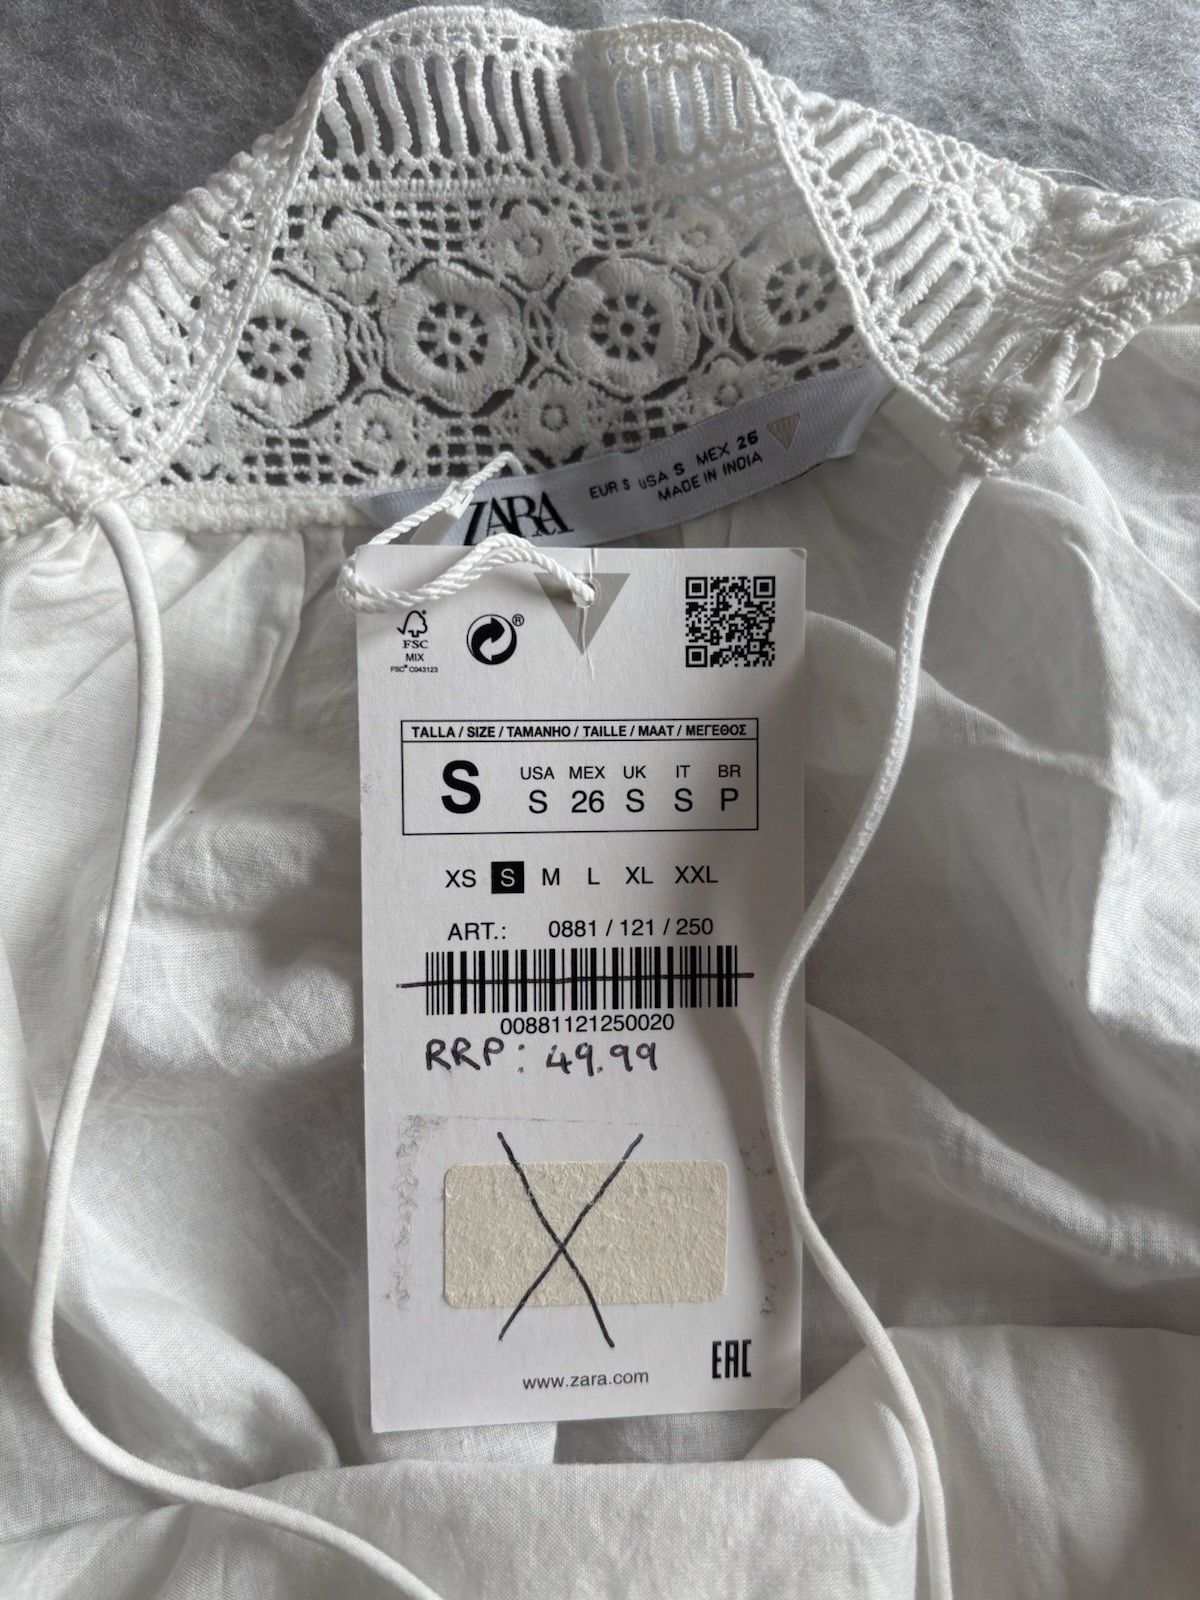 ZARA
EUR S USA S MEX 26
MADE IN INDIA
FSC
MIX
FSC® C043123
®
TALLA / SIZE / TAMANHO / TAILLE / MAAT / ΜΕΓΕΘΟΣ
S
USA MEX UK IT BR
S 26 S S P
XS S M L XL XXL
ART.: 0881 / 121 / 250
00881121250020
RRP: 49.99
EAC
www.zara.com